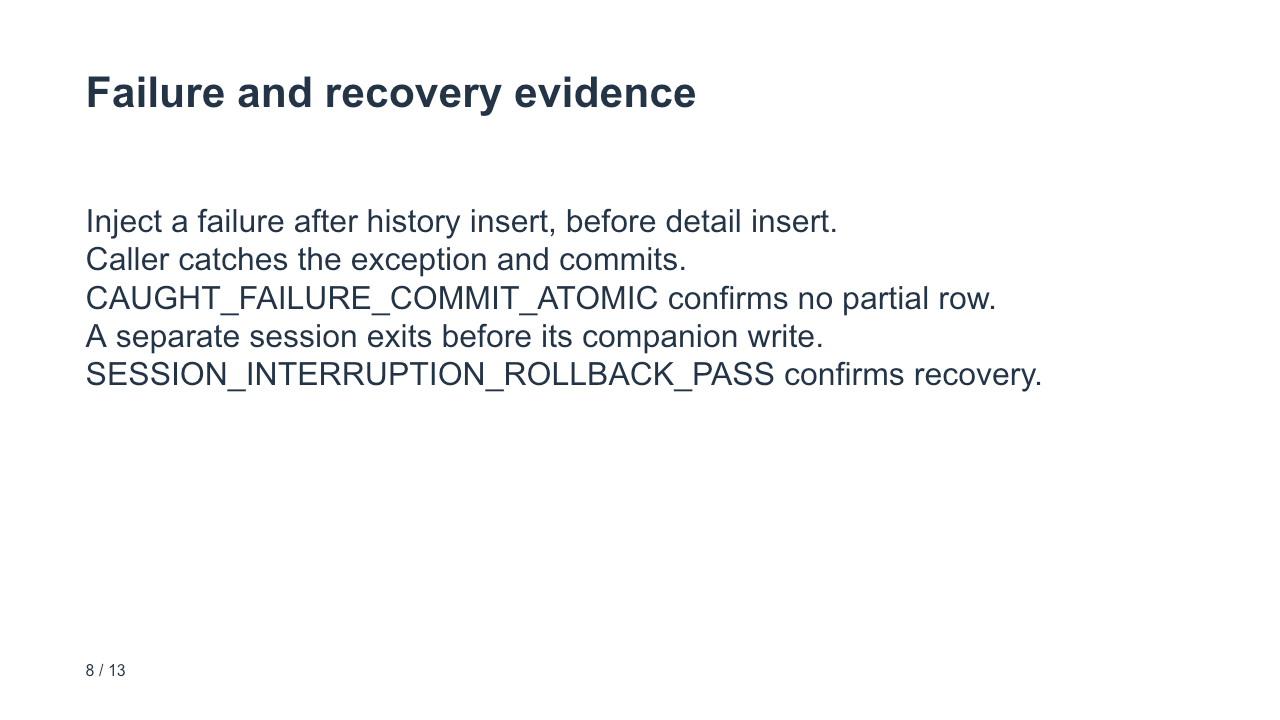 Failure and recovery evidence
Inject a failure after history insert, before detail insert.
Caller catches the exception and commits.
CAUGHT_FAILURE_COMMIT_ATOMIC confirms no partial row.
A separate session exits before its companion write.
SESSION_INTERRUPTION_ROLLBACK_PASS confirms recovery.
8 / 13